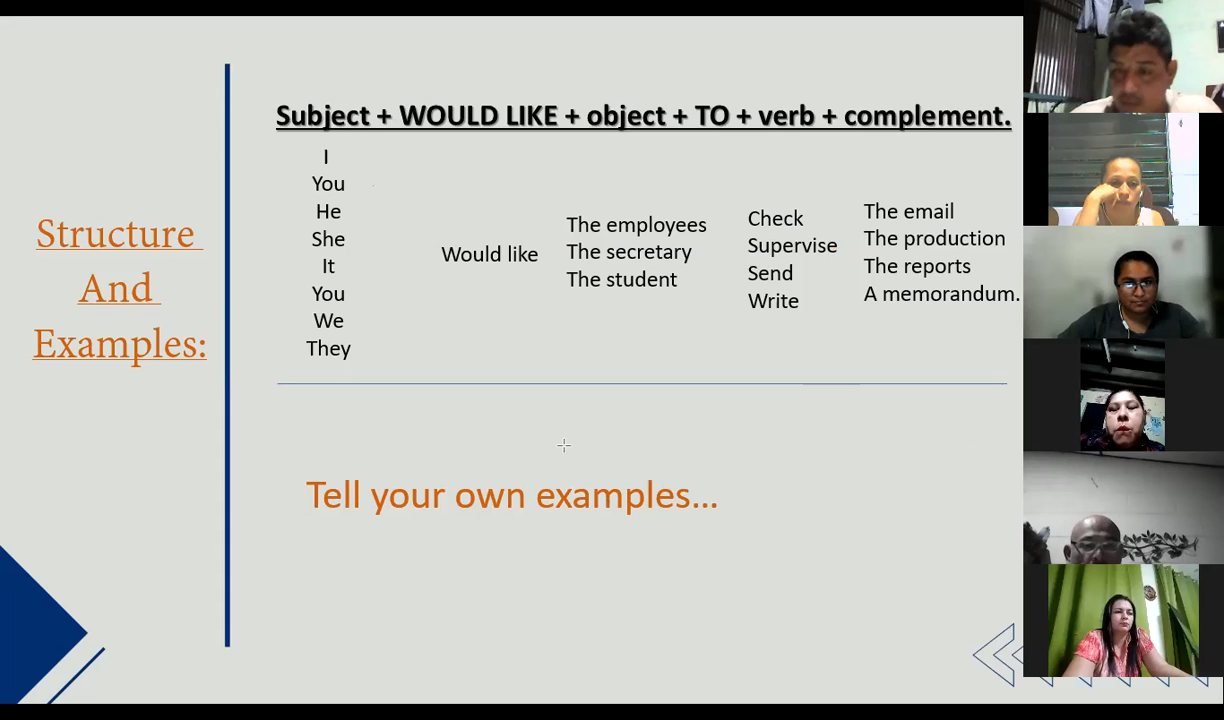 Structure
And
Examples:
Subject + WOULD LIKE + object + TO + verb + complement.
I
You
He
She
It
You
We
They
Would like
The employees
The secretary
The student
Check
Supervise
Send
Write
The email
The production
The reports
A memorandum.
Tell your own examples...